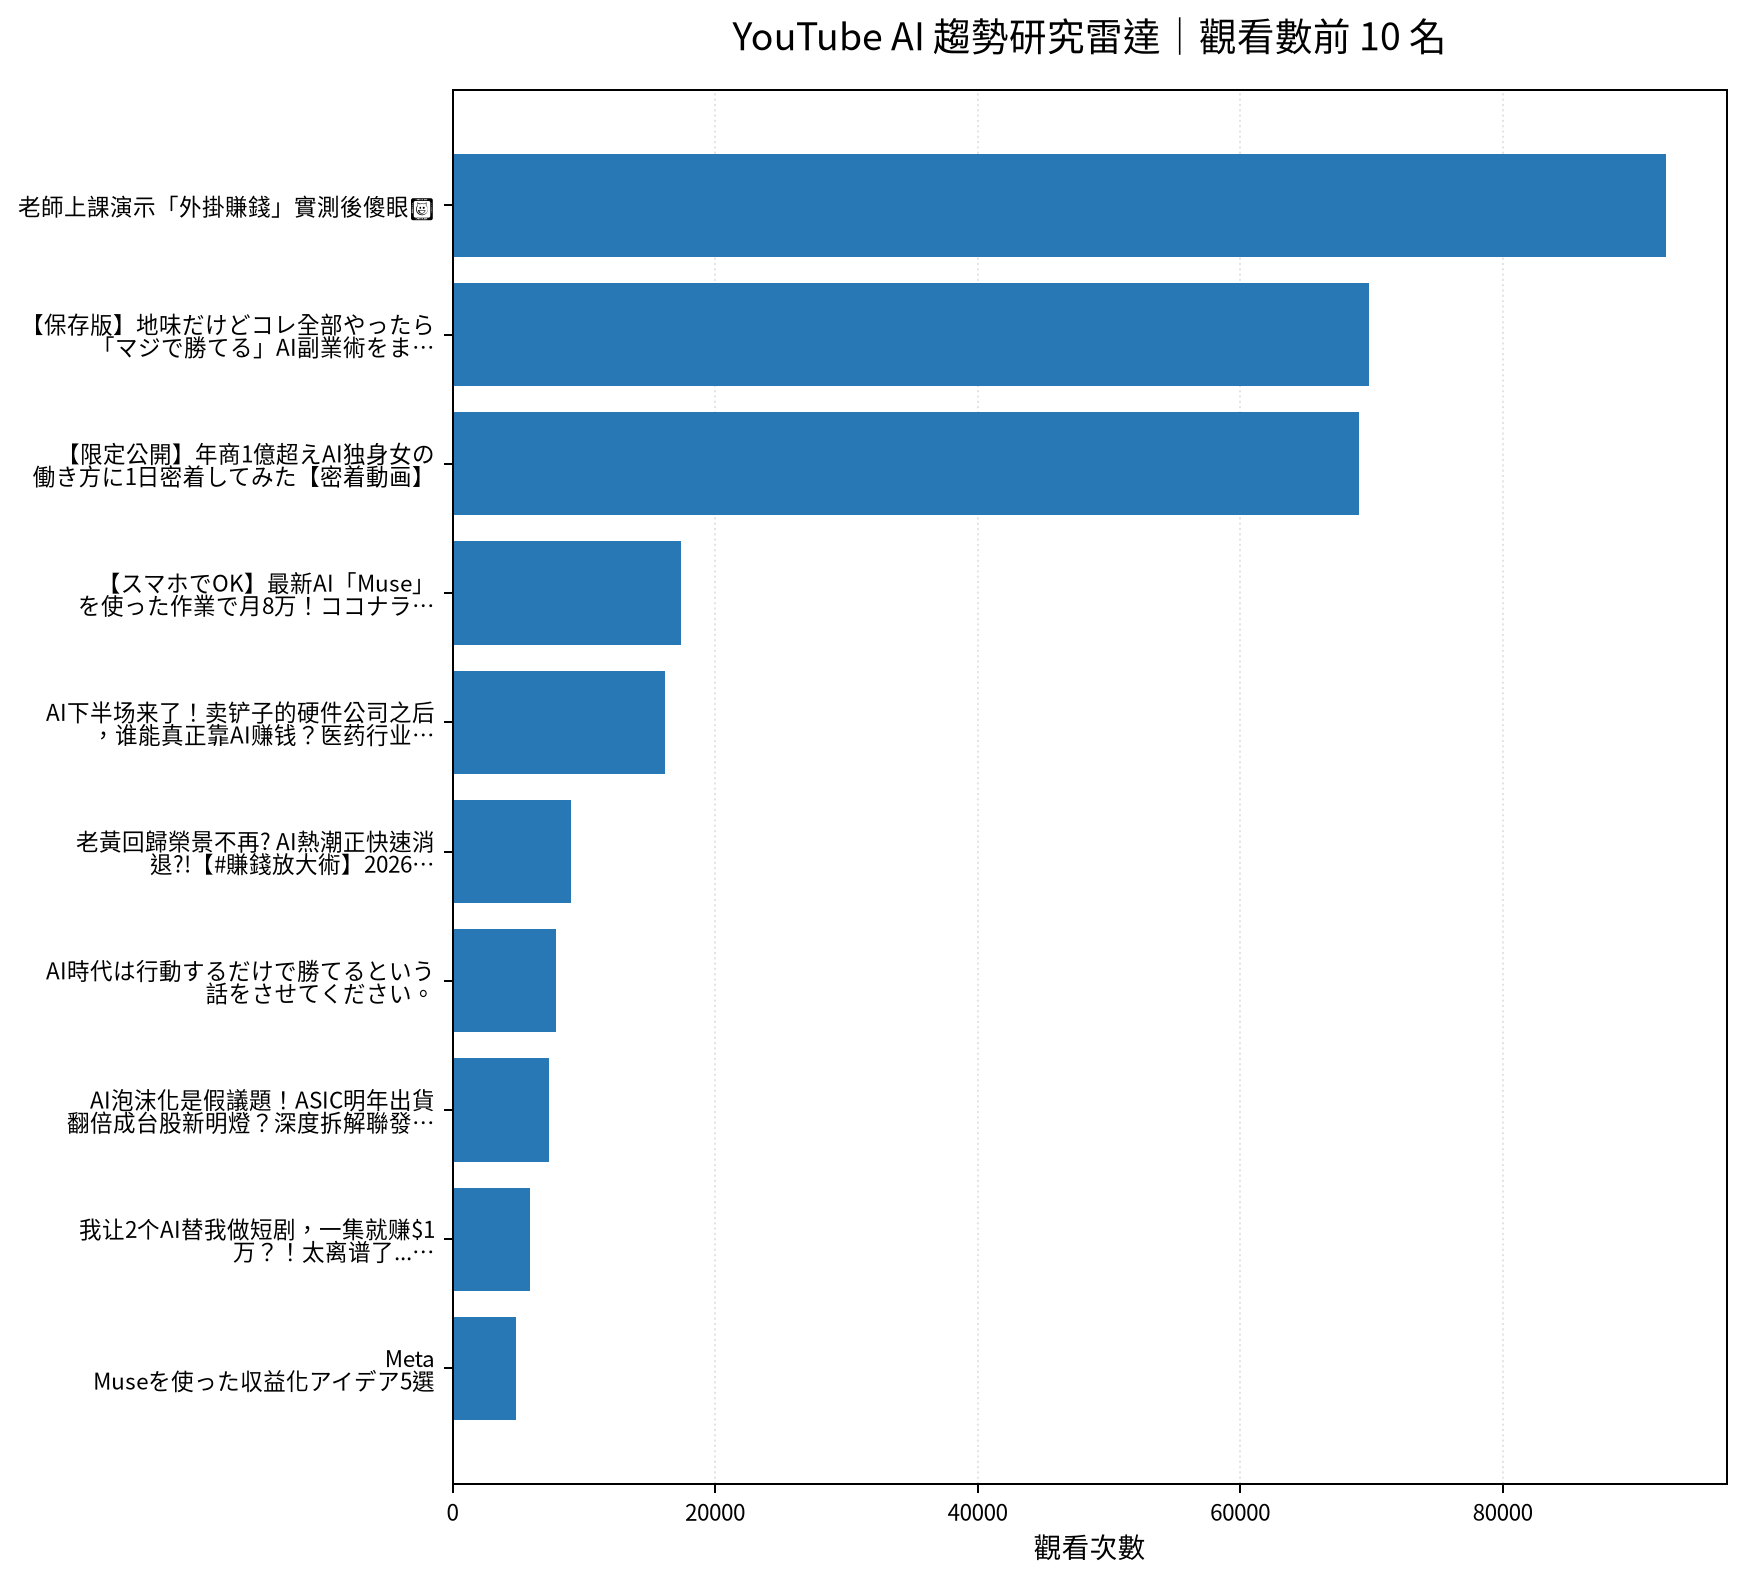 YouTube AI 趨勢研究雷達｜觀看數前 10 名
老師上課演示「外掛賺錢」實測後傻眼
【保存版】地味だけどコレ全部やったら
「マジで勝てる」AI副業術をま…
【限定公開】年商1億超えAI独身女の
働き方に1日密着してみた【密着動画】
【スマホでOK】最新AI「Muse」
を使った作業で月8万！ココナラ…
AI下半场来了！卖铲子的硬件公司之后
，谁能真正靠AI赚钱？医药行业…
老黃回歸榮景不再? AI熱潮正快速消
退?!【#賺錢放大術】2026…
AI時代は行動するだけで勝てるという
話をさせてください。
AI泡沫化是假議題！ASIC明年出貨
翻倍成台股新明燈？深度拆解聯發…
我让2个AI替我做短剧，一集就赚$1
万？！太离谱了...…
Meta
Museを使った収益化アイデア5選
0 20000 40000 60000 80000
觀看次數